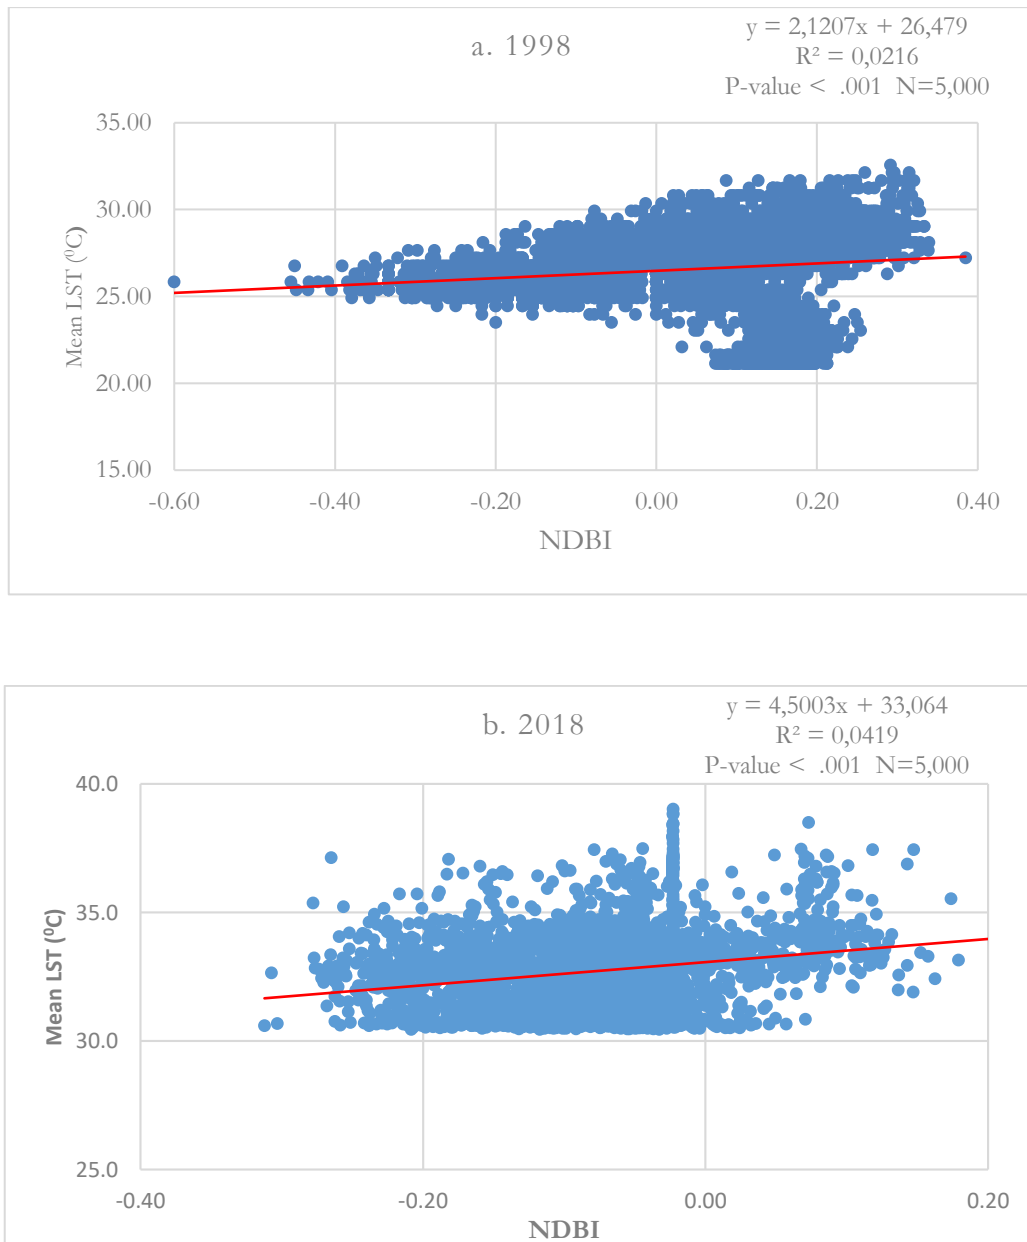 a. 1998
y = 2,1207x + 26,479
R² = 0,0216
P-value < .001 N=5,000
35.00
30.00
25.00
20.00
15.00
Mean LST (⁰C)
-0.60 -0.40 -0.20 0.00 0.20 0.40
NDBI
b. 2018
y = 4,5003x + 33,064
R² = 0,0419
P-value < .001 N=5,000
40.0
35.0
30.0
25.0
Mean LST (⁰C)
-0.40 -0.20 0.00 0.20
NDBI